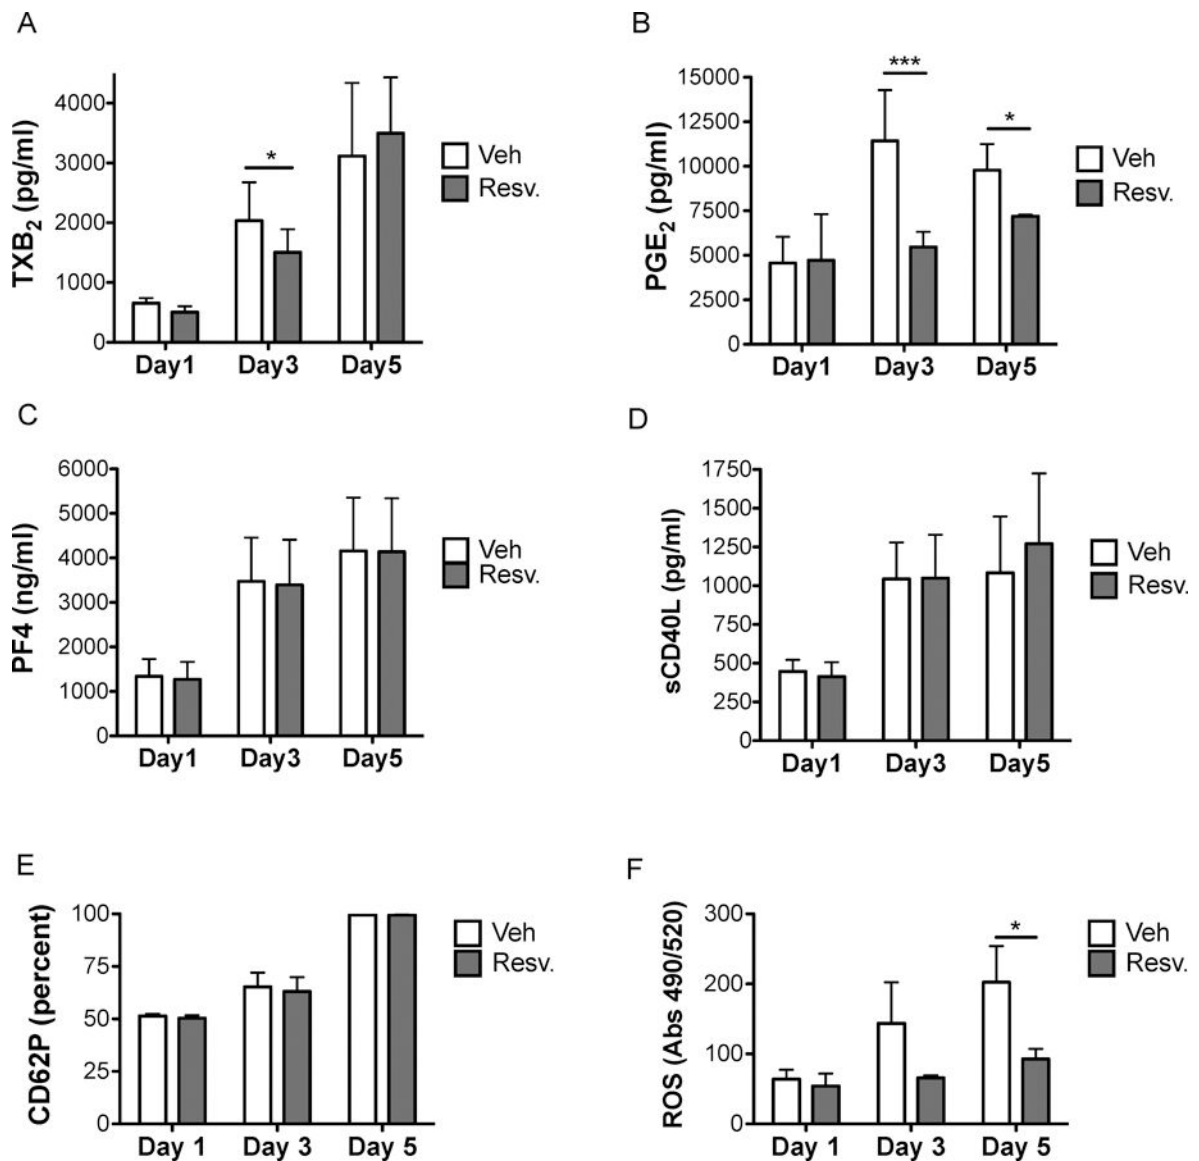 A
TXB2 (pg/ml)
4000
3000
2000
1000
0
*
Day1 Day3 Day5
Veh
Resv.
B
PGE2 (pg/ml)
15000
12500
10000
7500
5000
2500
0
***
*
Day1 Day3 Day5
Veh
Resv.
C
PF4 (ng/ml)
6000
5000
4000
3000
2000
1000
0
Day1 Day3 Day5
Veh
Resv.
D
sCD40L (pg/ml)
1750
1500
1250
1000
750
500
250
0
Day1 Day3 Day5
Veh
Resv.
E
CD62P (percent)
100
75
50
25
0
Day 1 Day 3 Day 5
Veh
Resv.
F
ROS (Abs 490/520)
300
200
100
0
*
Day 1 Day 3 Day 5
Veh
Resv.